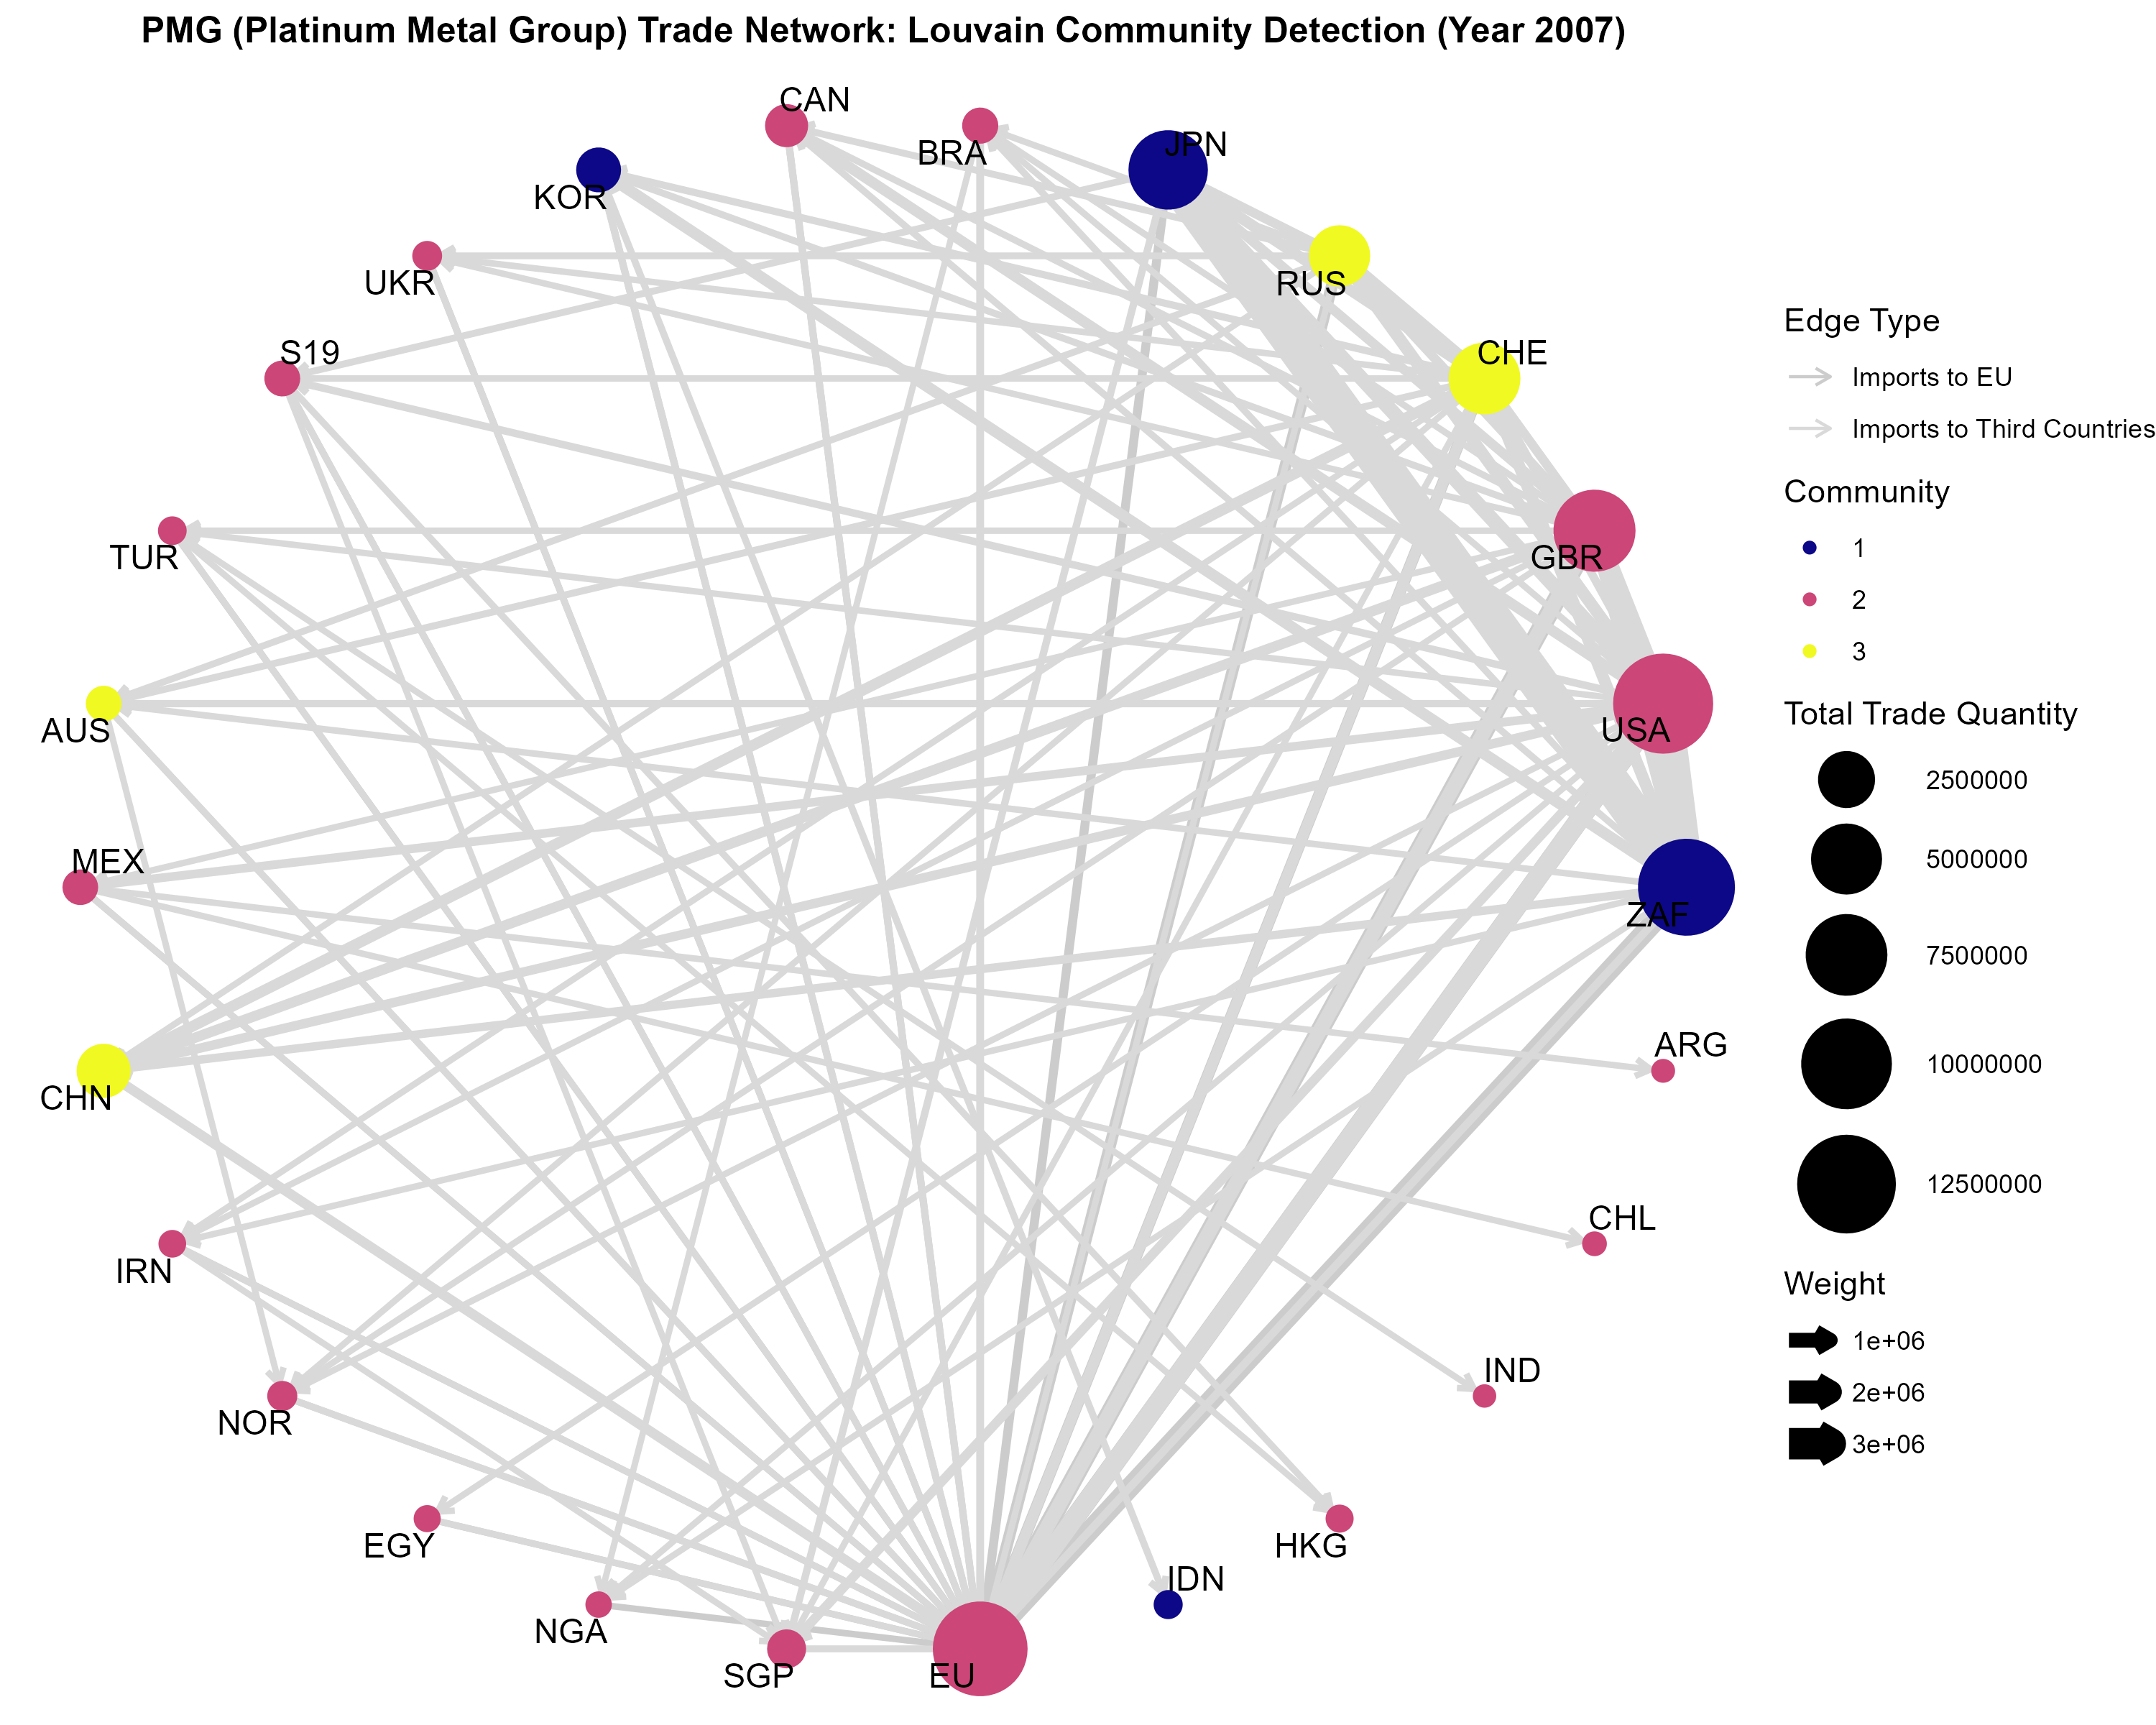 PMG (Platinum Metal Group) Trade Network: Louvain Community Detection (Year 2007)
CAN
BRA
JPN
KOR
RUS
UKR
S19
CHE
TUR
GBR
AUS
USA
MEX
ZAF
CHN
ARG
IRN
CHL
NOR
IND
EGY
HKG
NGA
IDN
SGP
EU
Edge Type
Imports to EU
Imports to Third Countries
Community
1
2
3
Total Trade Quantity
2500000
5000000
7500000
10000000
12500000
Weight
1e+06
2e+06
3e+06